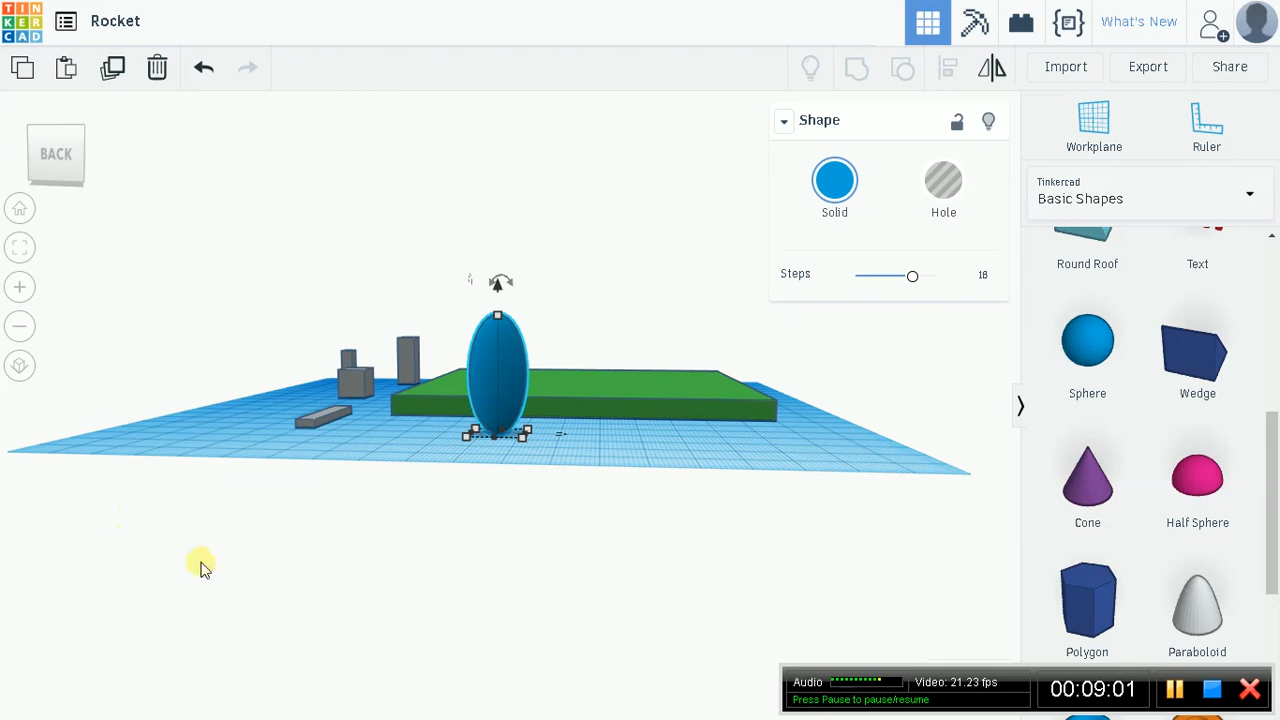 TIN
KER
CAD
Rocket
What's New
Import
Export
Share
BACK
Shape
Solid
Hole
Steps
18
Workplane
Ruler
Tinkercad
Basic Shapes
Round Roof
Text
Sphere
Wedge
Cone
Half Sphere
Polygon
Paraboloid
Audio
Video: 21.23 fps
Press Pause to pause/resume
00:09:01